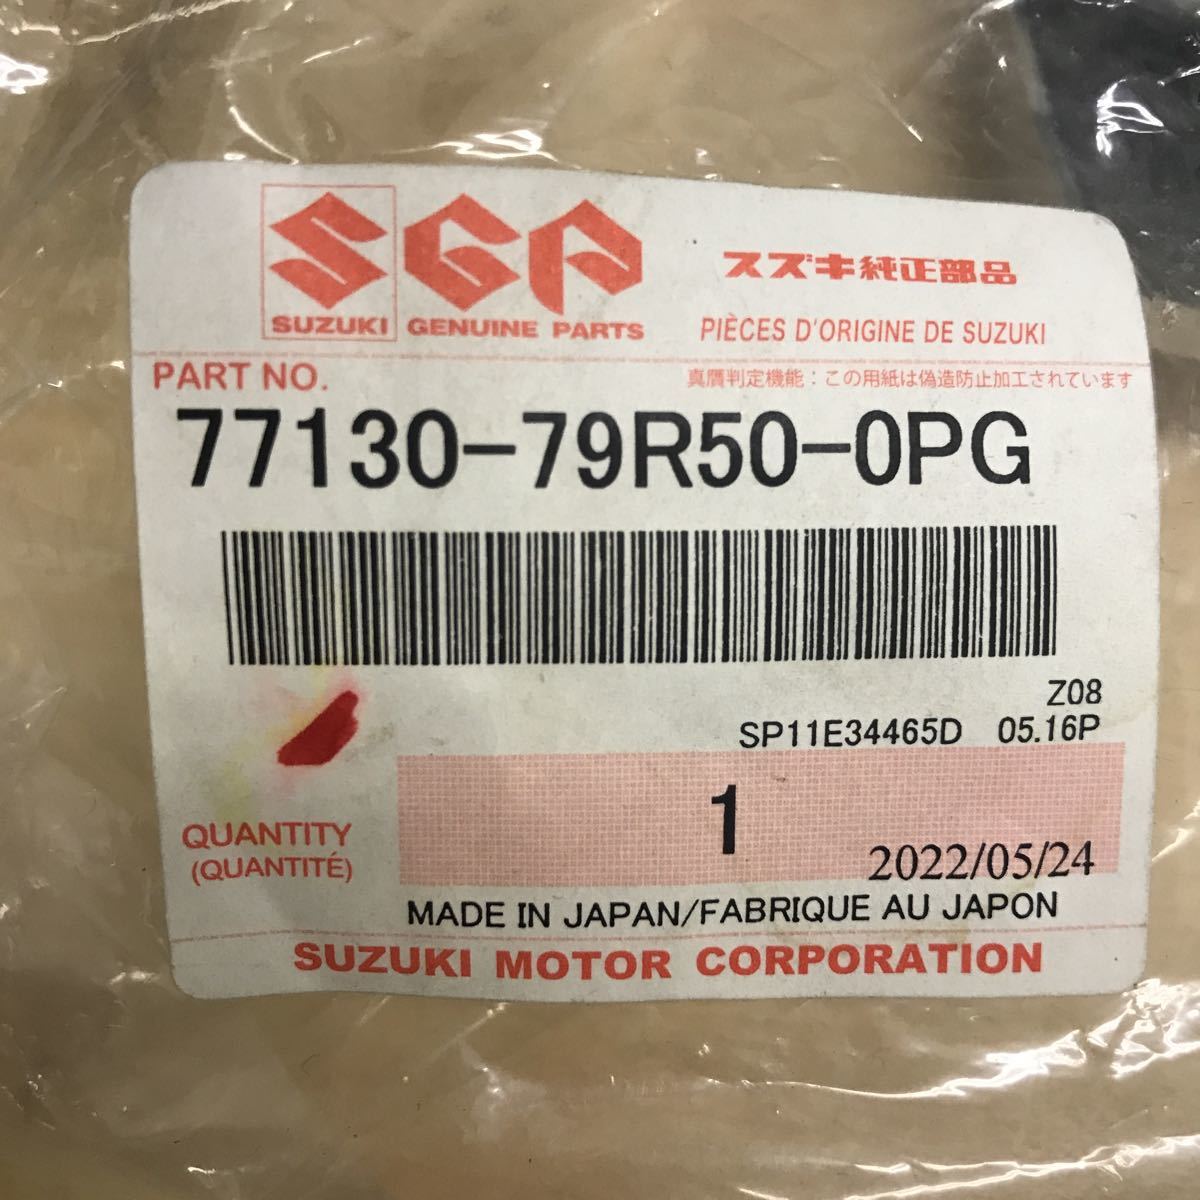 SGP
SUZUKI GENUINE PARTS
スズキ純正部品
PIÈCES D'ORIGINE DE SUZUKI
PART NO.
真贋判定機能：この用紙は偽造防止加工されています
77130-79R50-0PG
Z08
SP11E34465D 05.16P
QUANTITY
(QUANTITÉ)
1
2022/05/24
MADE IN JAPAN/FABRIQUE AU JAPON
SUZUKI MOTOR CORPORATION